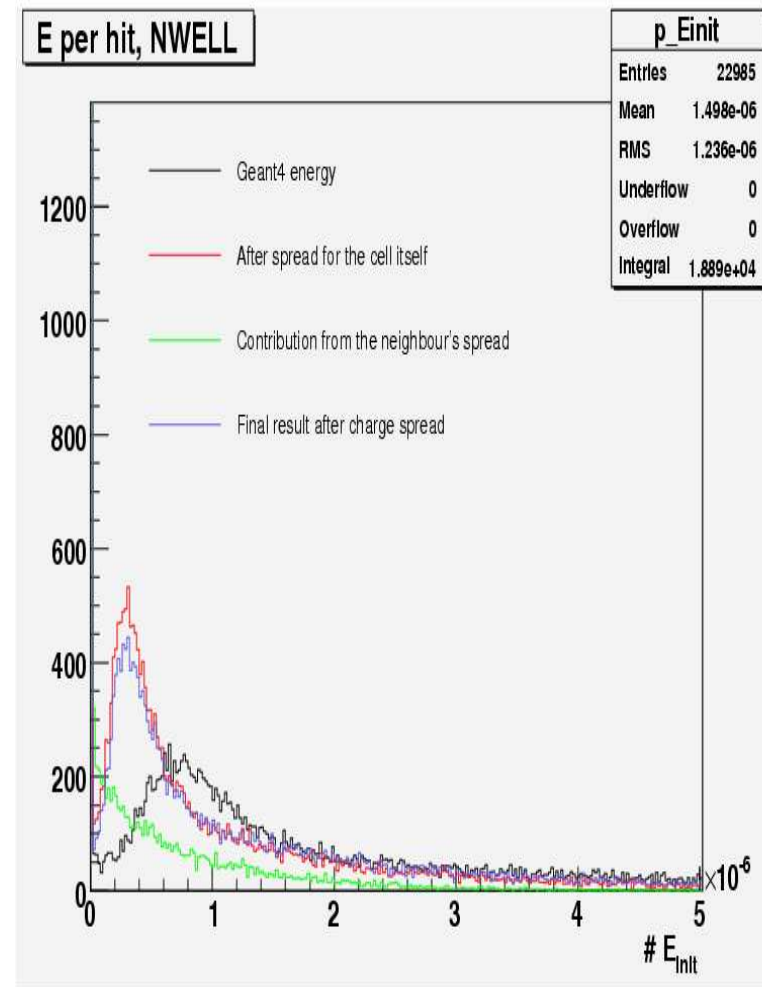 E per hit, NWELL
p_Einit
Entries 22985
Mean 1.498e-06
RMS 1.236e-06
Underflow 0
Overflow 0
Integral 1.889e+04
Geant4 energy
After spread for the cell itself
Contribution from the neighbour's spread
Final result after charge spread
1200
1000
800
600
400
200
0
0 1 2 3 4 5
×10⁻⁶
# E_init